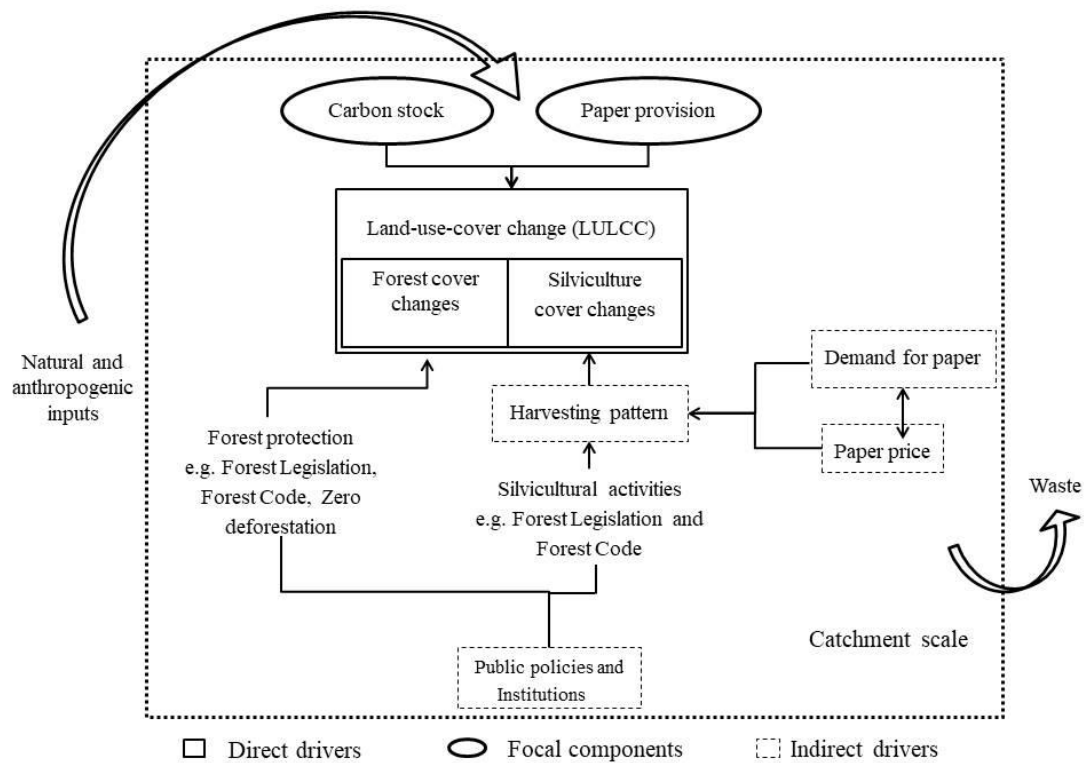 Carbon stock
Paper provision
Land-use-cover change (LULCC)
Forest cover
changes
Silviculture
cover changes
Natural and
anthropogenic
inputs
Demand for paper
Harvesting pattern
Paper price
Forest protection
e.g. Forest Legislation,
Forest Code, Zero
deforestation
Silvicultural activities
e.g. Forest Legislation and
Forest Code
Waste
Catchment scale
Public policies and
Institutions
Direct drivers
Focal components
Indirect drivers